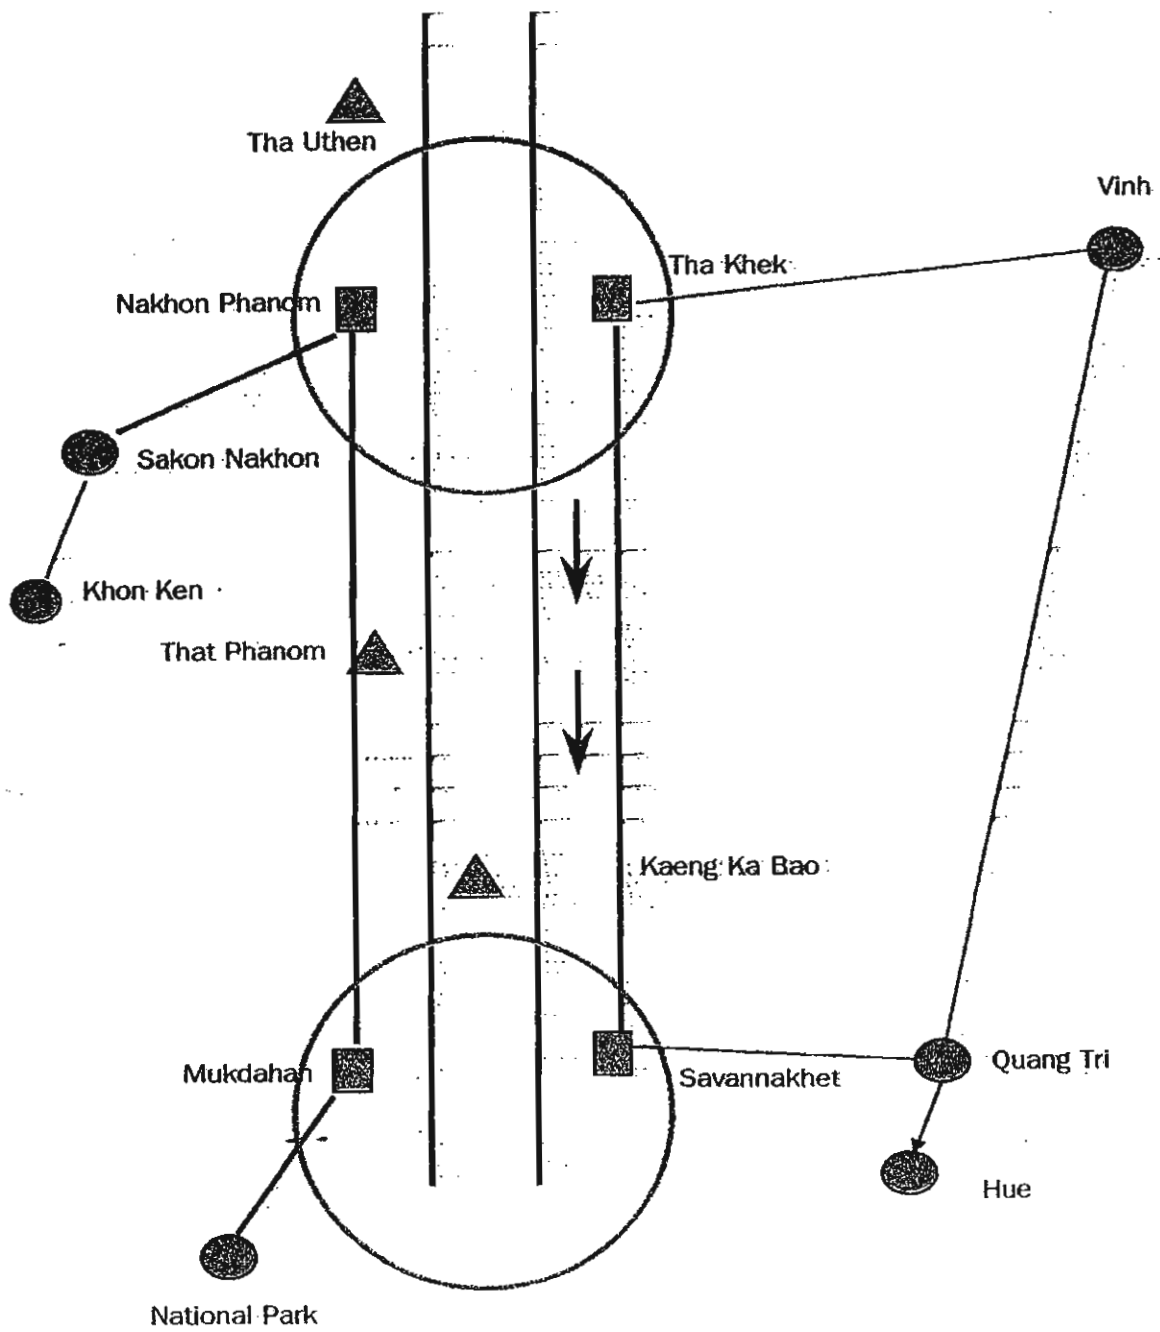 Tha Uthen
Vinh
Tha Khek
Nakhon Phanom
Sakon Nakhon
Khon Ken
That Phanom
Kaeng Ka Bao
Mukdahan
Savannakhet
Quang Tri
Hue
National Park